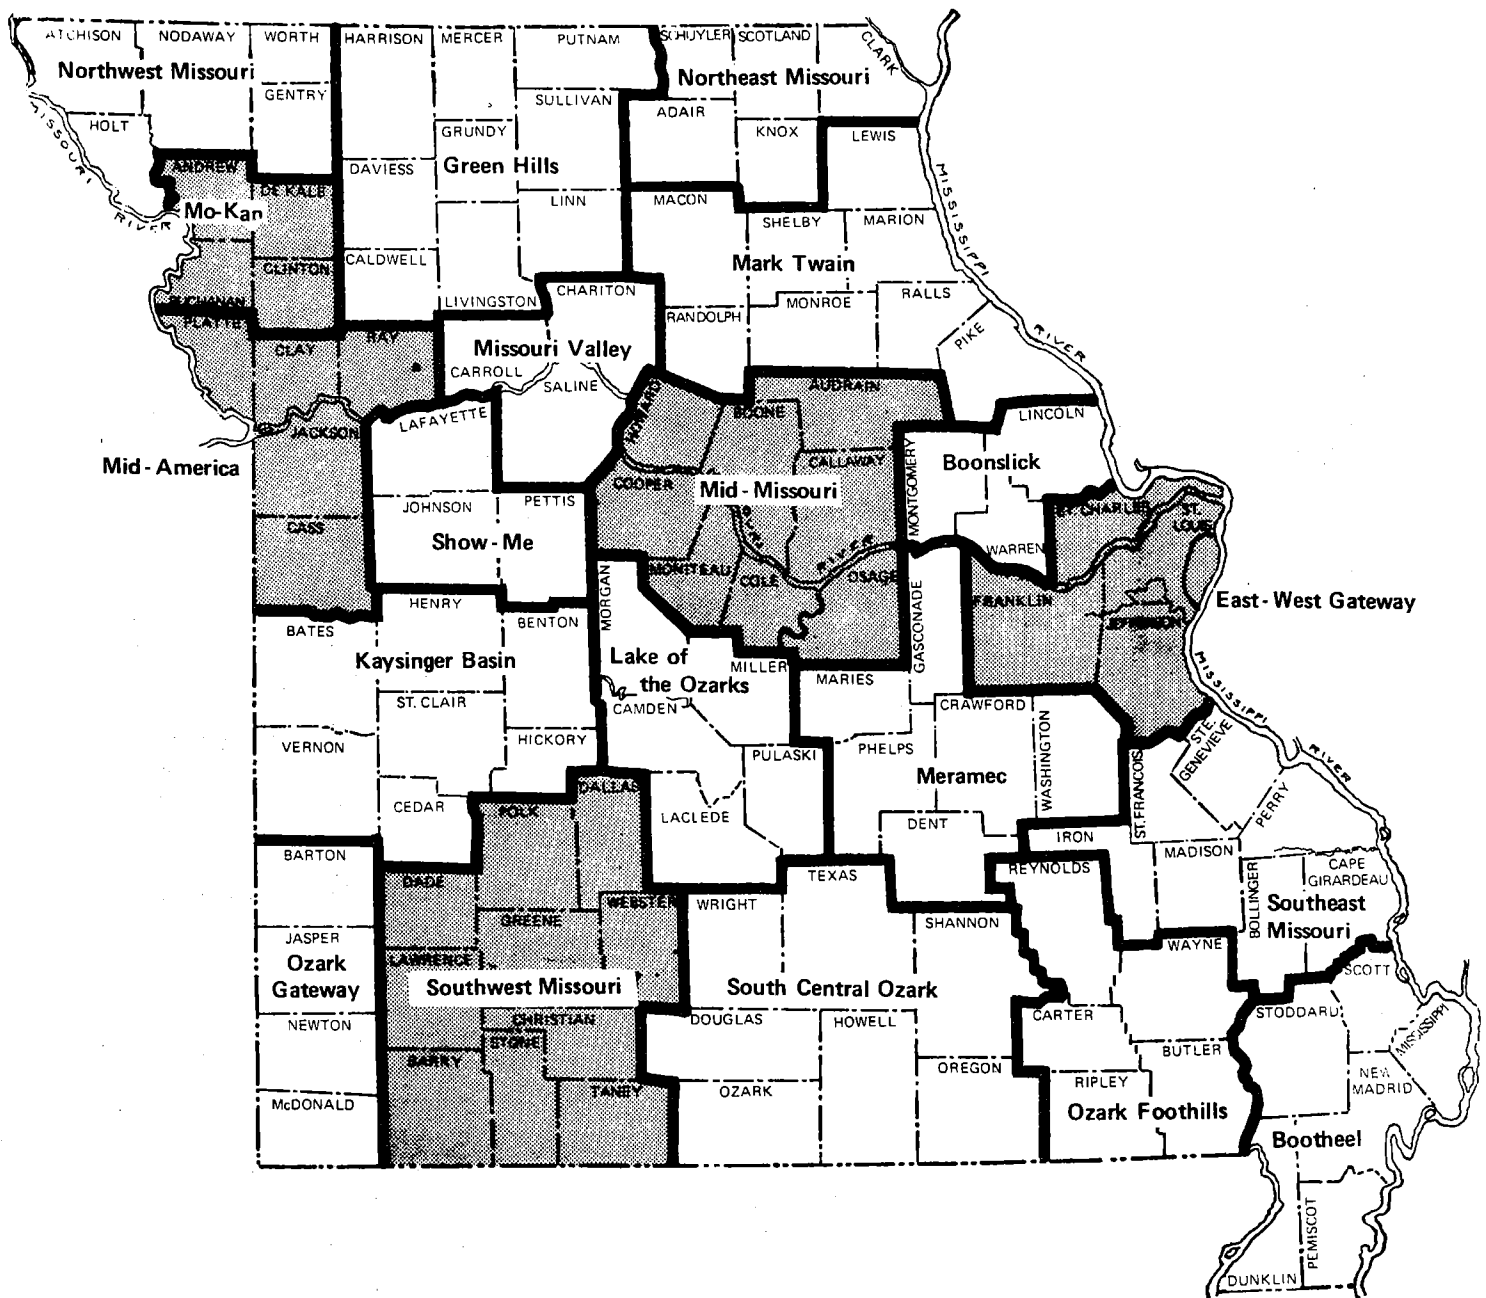 ATCHISON
NODAWAY
WORTH
HARRISON
MERCER
PUTNAM
SCHUYLER
SCOTLAND
CLARK
Northwest Missouri
Northeast Missouri
GENTRY
SULLIVAN
ADAIR
HOLT
GRUNDY
KNOX
LEWIS
MISSOURI
RIVER
ANDREW
DE KALB
DAVIESS
Green Hills
LINN
MACON
SHELBY
MARION
MISSISSIPPI
RIVER
Mo-Kan
CLINTON
CALDWELL
Mark Twain
BUCHANAN
LIVINGSTON
CHARITON
MONROE
RALLS
PLATTE
RANDOLPH
PIKE
CLAY
RAY
Missouri Valley
CARROLL
SALINE
AUDRAIN
HOWARD
BOONE
LAFAYETTE
LINCOLN
JACKSON
Mid-America
COOPER
CALLAWAY
MONTGOMERY
Boonslick
Mid-Missouri
PETTIS
JOHNSON
ST. CHARLES
ST.
LOUIS
CASS
Show-Me
RIVER
WARREN
MORGAN
MONITEAU
COLE
OSAGE
GASCONADE
FRANKLIN
East-West Gateway
HENRY
BENTON
JEFFERSON
BATES
Kaysinger Basin
Lake of
the Ozarks
MILLER
MARIES
MISSISSIPPI
RIVER
ST. CLAIR
CAMDEN
CRAWFORD
WASHINGTON
STE.
GENEVIEVE
VERNON
HICKORY
PULASKI
PHELPS
Meramec
ST. FRANCOIS
PERRY
CEDAR
POLK
DALLAS
LACLEDE
DENT
IRON
MADISON
BARTON
DADE
TEXAS
REYNOLDS
BOLLINGER
CAPE
GIRARDEAU
GREENE
WEBSTER
WRIGHT
SHANNON
Southeast
Missouri
JASPER
LAWRENCE
WAYNE
SCOTT
Ozark
Gateway
Southwest Missouri
South Central Ozark
NEWTON
CHRISTIAN
DOUGLAS
HOWELL
CARTER
STODDARD
MISSISSIPPI
STONE
BARRY
OREGON
BUTLER
NEW
MADRID
McDONALD
TANEY
OZARK
RIPLEY
Ozark Foothills
Bootheel
PEMISCOT
DUNKLIN